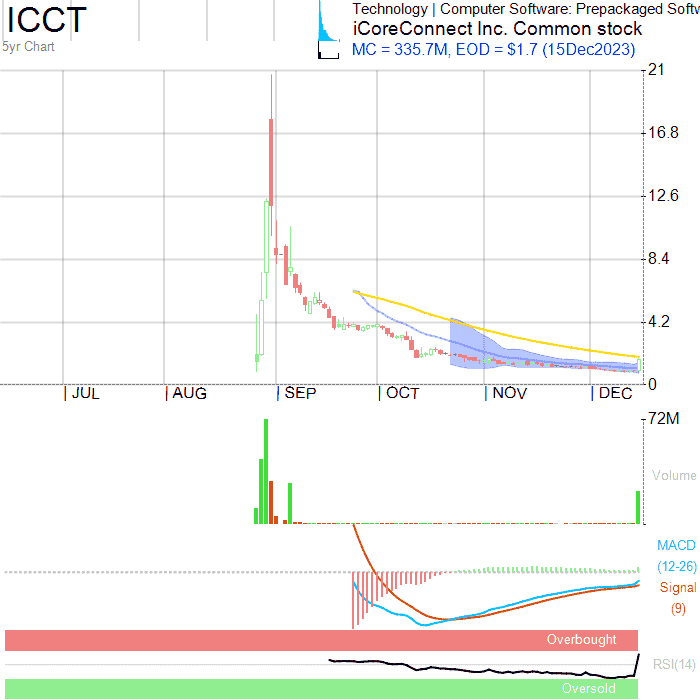 ICCT
5yr Chart
Technology | Computer Software: Prepackaged Softw
iCoreConnect Inc. Common stock
MC = 335.7M, EOD = $1.7 (15Dec2023)
21
16.8
12.6
8.4
4.2
0
JUL
AUG
SEP
OCT
NOV
DEC
72M
Volume
MACD
(12-26)
Signal
(9)
Overbought
RSI(14)
Oversold